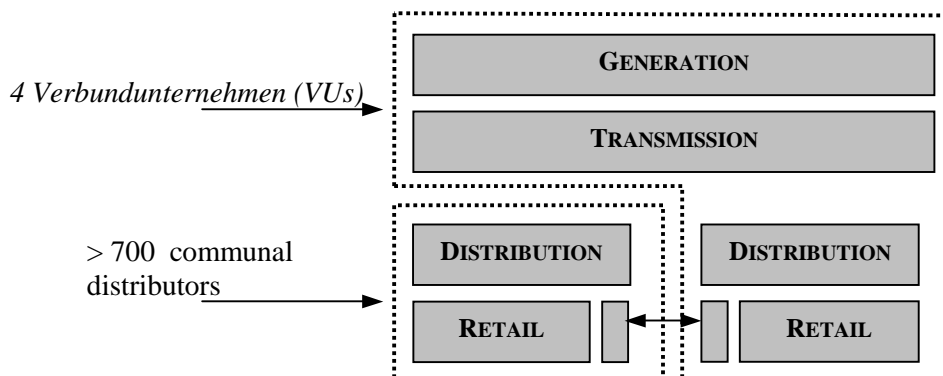 GENERATION
4 Verbundunternehmen (VUs)
TRANSMISSION
> 700 communal
distributors
DISTRIBUTION
DISTRIBUTION
RETAIL
RETAIL